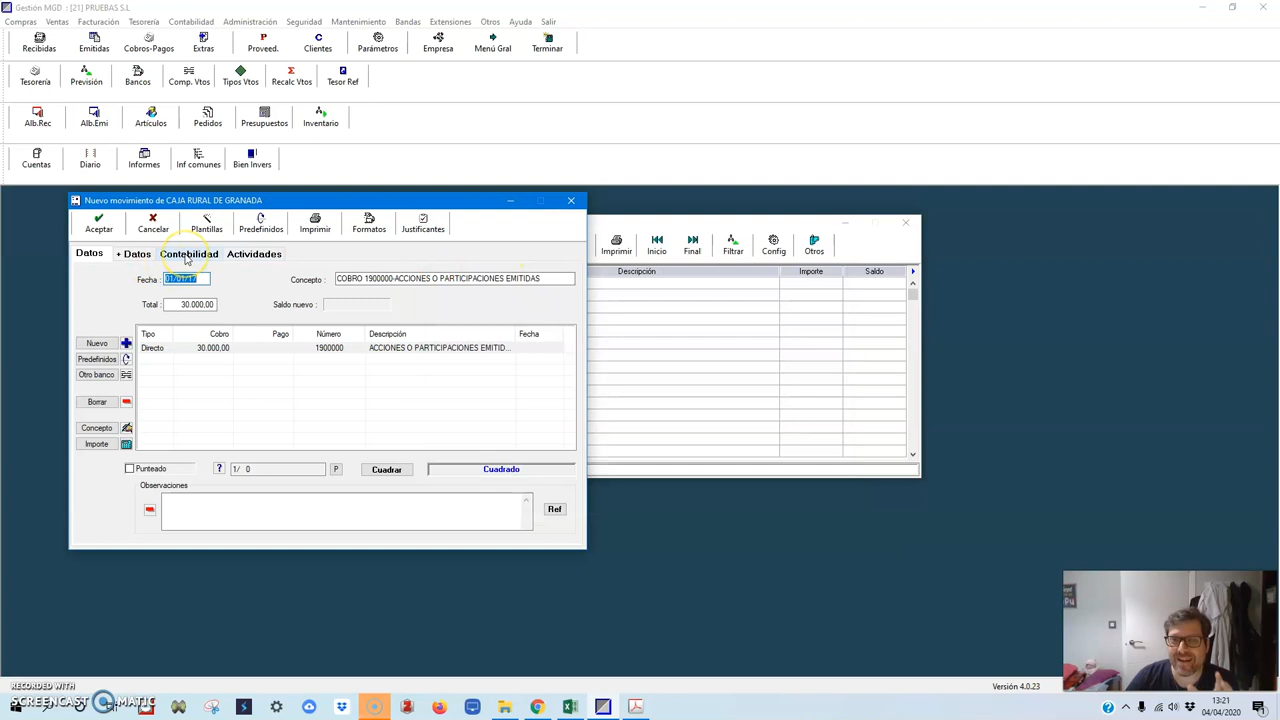 Gestión MGD : [21] PRUEBAS S.L
Compras Ventas Facturación Tesorería Contabilidad Administración Seguridad Mantenimiento Bandas Extensiones Otros Ayuda Salir
Recibidas Emitidas Cobros-Pagos Extras Proveed. Clientes Parámetros Empresa Menú Gral Terminar
Tesorería Previsión Bancos Comp. Vtos Tipos Vtos Recalc Vtos Tesor Ref
Alb.Rec Alb.Emi Artículos Pedidos Presupuestos Inventario
Cuentas Diario Informes Inf comunes Bien Invers
Nuevo movimiento de CAJA RURAL DE GRANADA
Aceptar Cancelar Plantillas Predefinidos Imprimir Formatos Justificantes
Imprimir Inicio Final Filtrar Config Otros
Datos + Datos Contabilidad Actividades
Descripción Importe Saldo
Fecha : 01/01/17 Concepto : COBRO 1900000-ACCIONES O PARTICIPACIONES EMITIDAS
Total : 30.000,00 Saldo nuevo :
Tipo Cobro Pago Número Descripción Fecha
Directo 30.000,00 1900000 ACCIONES O PARTICIPACIONES EMITID...
Nuevo
Predefinidos
Otro banco
Borrar
Concepto
Importe
Punteado ? 1/ 0 P Cuadrar Cuadrado
Observaciones
Ref
RECORDED WITH
SCREENCAST MATIC
Versión 4.0.23
13:21
04/04/2020